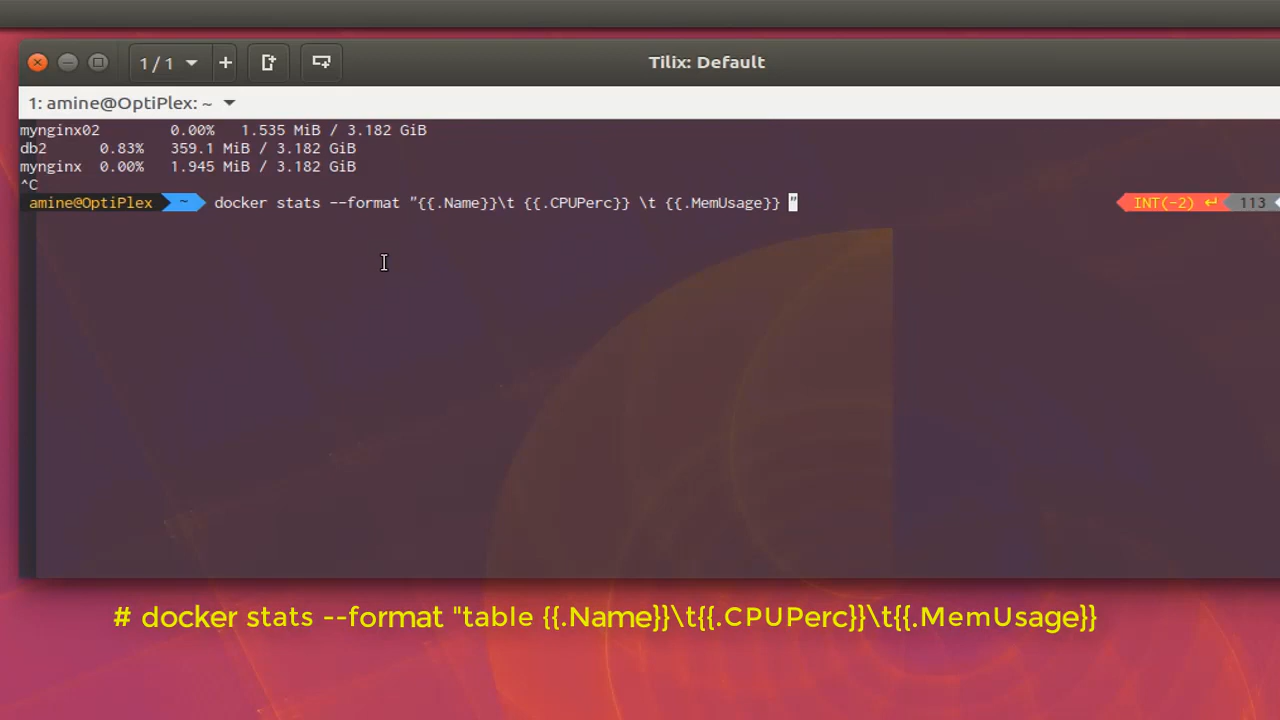 1 / 1
Tilix: Default
1: amine@OptiPlex: ~
mynginx02 0.00% 1.535 MiB / 3.182 GiB
db2 0.83% 359.1 MiB / 3.182 GiB
mynginx 0.00% 1.945 MiB / 3.182 GiB
^C
amine@OptiPlex ~ docker stats --format "{{.Name}}\t {{.CPUPerc}} \t {{.MemUsage}} " INT(-2) ↵ 113
# docker stats --format "table {{.Name}}\t{{.CPUPerc}}\t{{.MemUsage}}